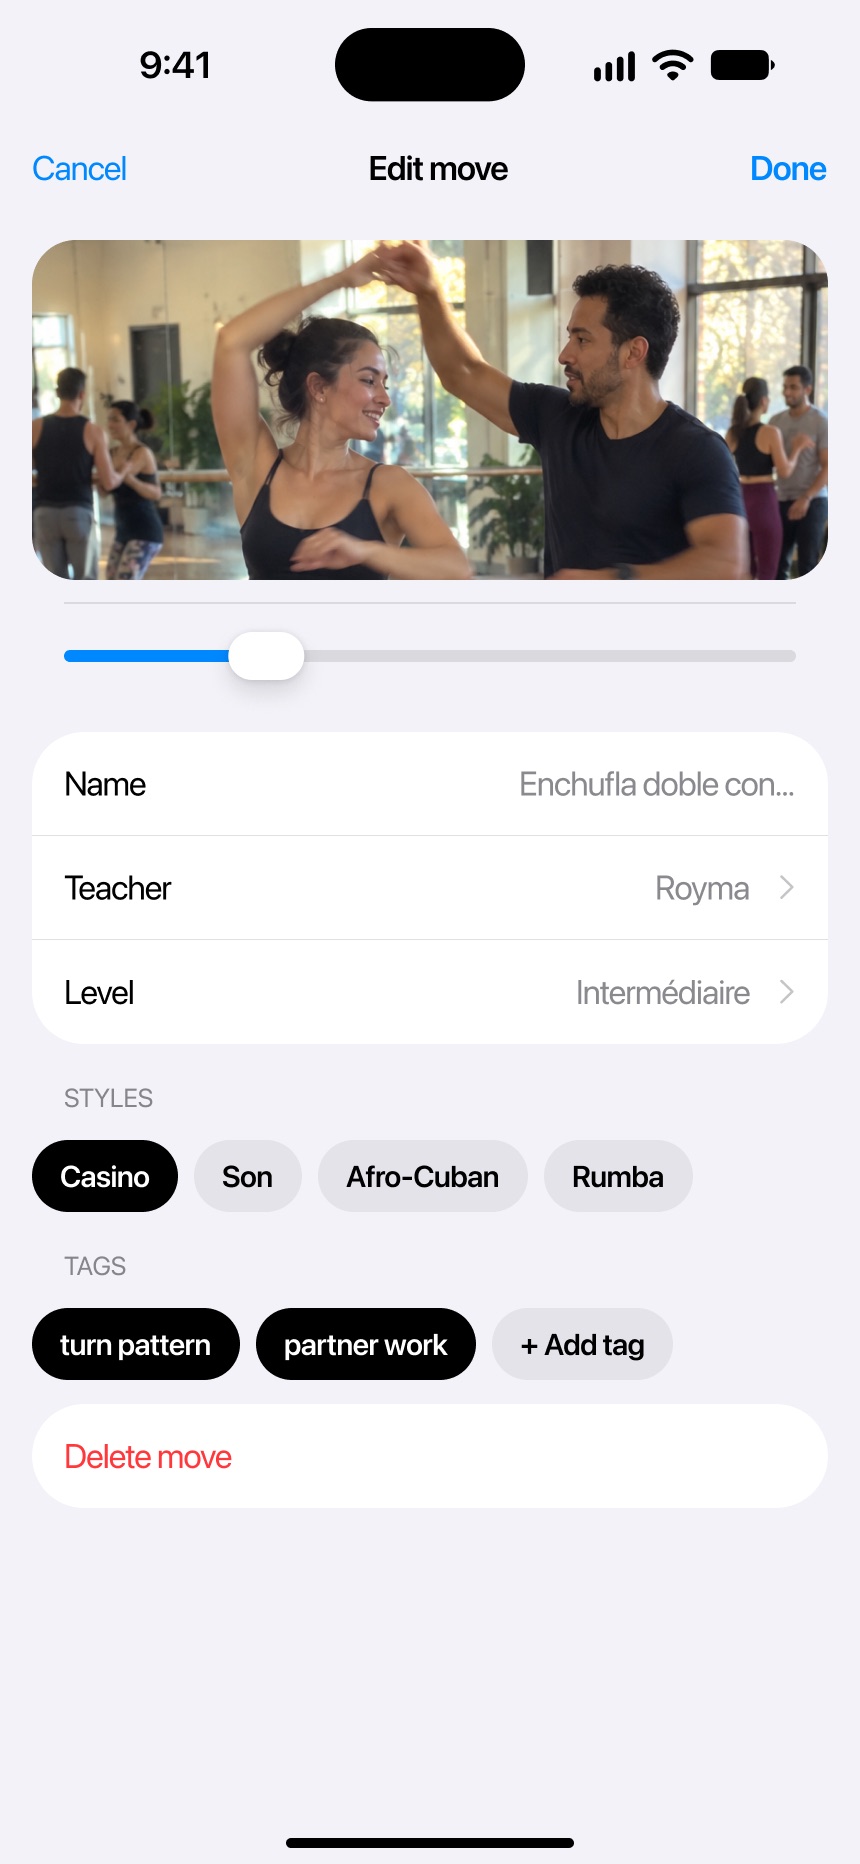 9:41
Cancel Edit move Done
Name Enchufla doble con...
Teacher Royma
Level Intermédiaire
STYLES
Casino Son Afro-Cuban Rumba
TAGS
turn pattern partner work + Add tag
Delete move